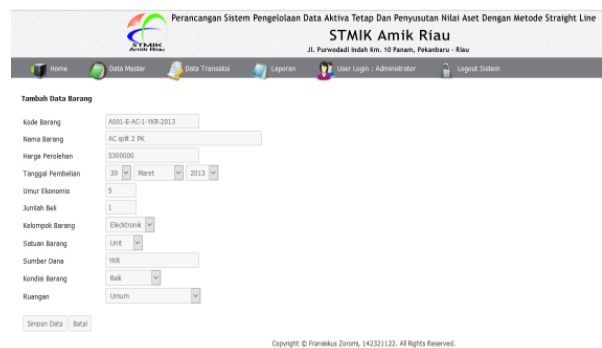 Perancangan Sistem Pengelolaan Data Aktiva Tetap Dan Penyusutan Nilai Aset Dengan Metode Straight Line
STMIK Amik Riau
STMIK
Amik Riau
Jl. Purwodadi Indah Km. 10 Panam, Pekanbaru - Riau
Home Data Master Data Transaksi Laporan User Login : Administrator Logout Sistem
Tambah Data Barang
Kode Barang A001-E-AC-1-YKR-2013
Nama Barang AC split 2 PK
Harga Perolehan 5300000
Tanggal Pembelian 30 Maret 2013
Umur Ekonomis 5
Jumlah Beli 1
Kelompok Barang Elecktronik
Satuan Barang Unit
Sumber Dana YKR
Kondisi Barang Baik
Ruangan Umum
Simpan Data Batal
Copyright © Fransiskus Zoromi, 142321122. All Rights Reserved.